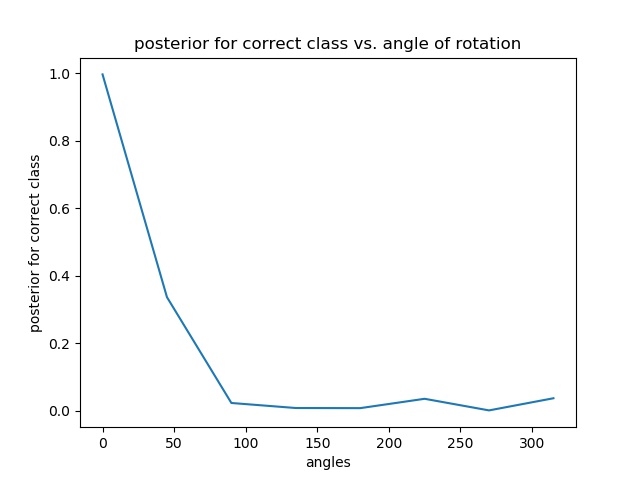 posterior for correct class vs. angle of rotation
1.0
0.8
0.6
0.4
0.2
0.0
posterior for correct class
0 50 100 150 200 250 300
angles